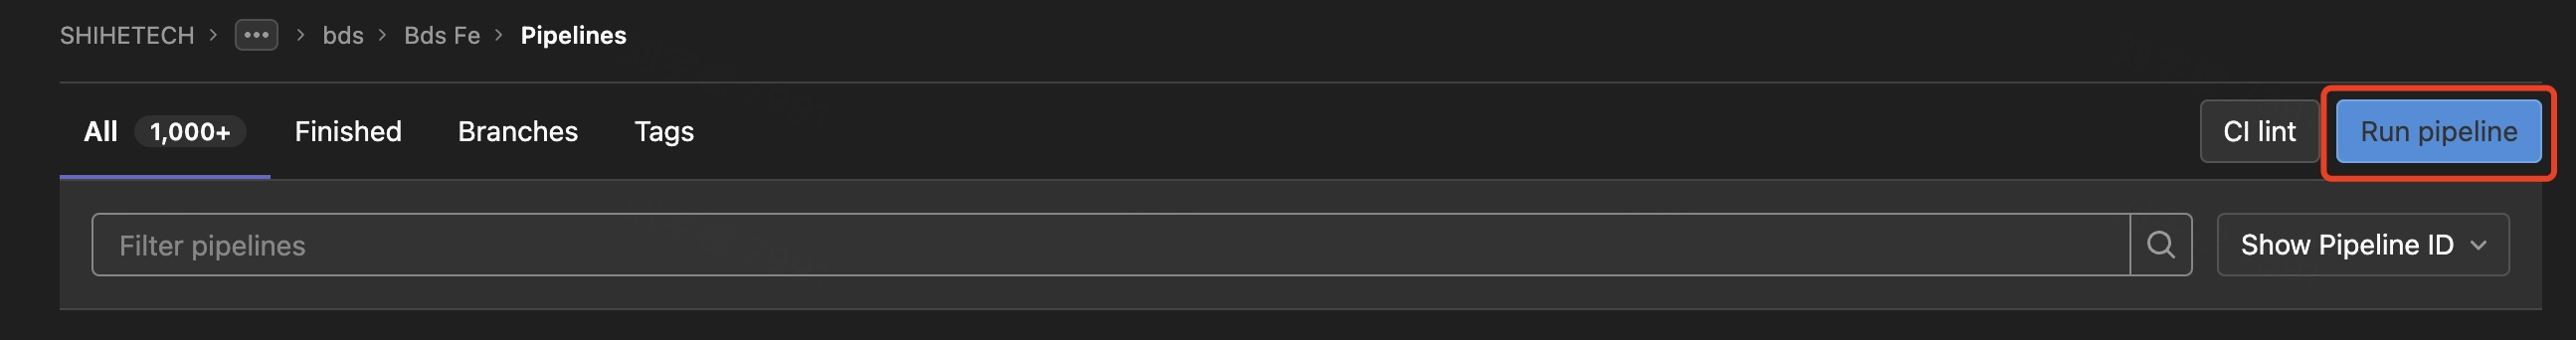 SHIHETECH > ... > bds > Bds Fe > Pipelines
All 1,000+ Finished Branches Tags CI lint Run pipeline
Filter pipelines Show Pipeline ID